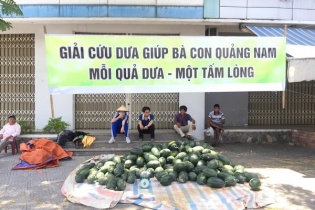 GIẢI CỨU DƯA GIÚP BÀ CON QUẢNG NAM
MỖI QUẢ DƯA - MỘT TẤM LÒNG